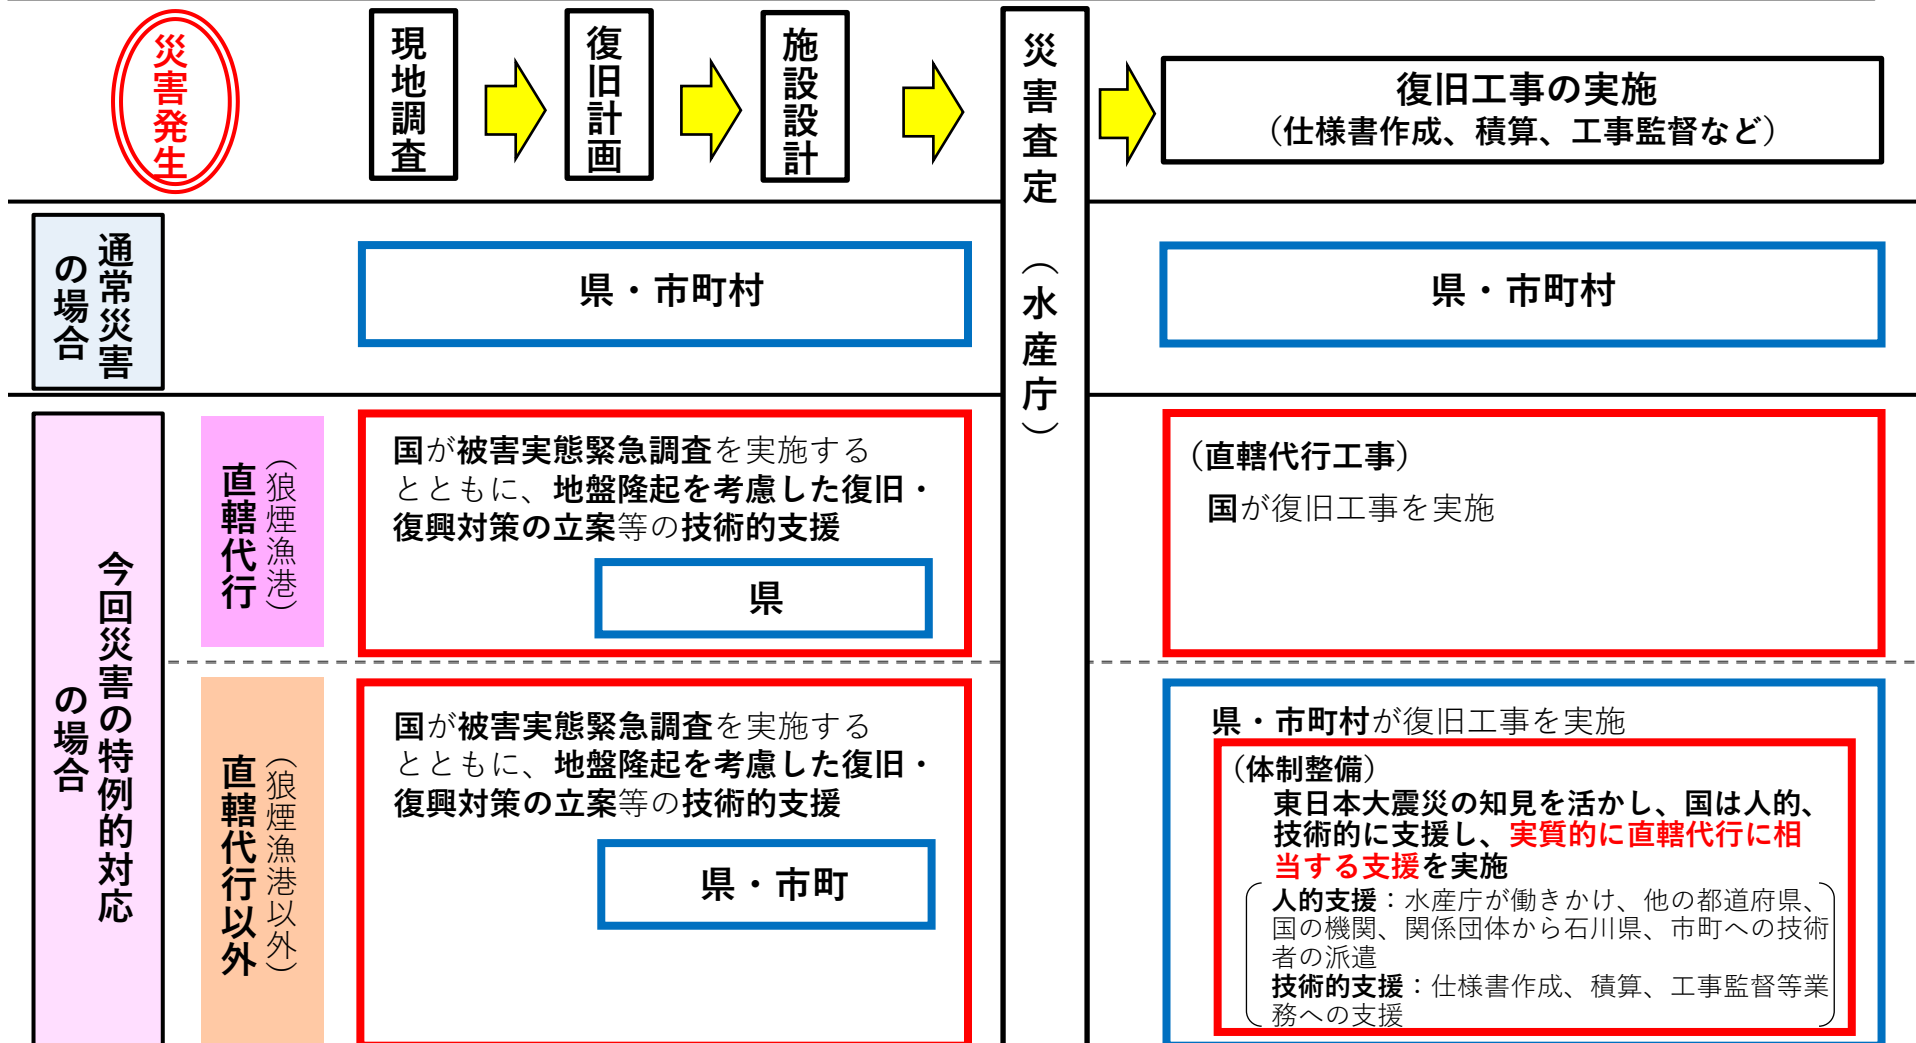 災害発生
現地調査
復旧計画
施設設計
災害査定（水産庁）
復旧工事の実施
（仕様書作成、積算、工事監督など）
通常災害
の場合
県・市町村
県・市町村
今回災害の特例的対応
の場合
（狼煙漁港）
直轄代行
国が被害実態緊急調査を実施する
とともに、地盤隆起を考慮した復旧・
復興対策の立案等の技術的支援
県
（直轄代行工事）
国が復旧工事を実施
（狼煙漁港以外）
直轄代行以外
国が被害実態緊急調査を実施する
とともに、地盤隆起を考慮した復旧・
復興対策の立案等の技術的支援
県・市町
県・市町村が復旧工事を実施
（体制整備）
東日本大震災の知見を活かし、国は人的、
技術的に支援し、実質的に直轄代行に相
当する支援を実施
人的支援：水産庁が働きかけ、他の都道府県、
国の機関、関係団体から石川県、市町への技術
者の派遣
技術的支援：仕様書作成、積算、工事監督等業
務への支援